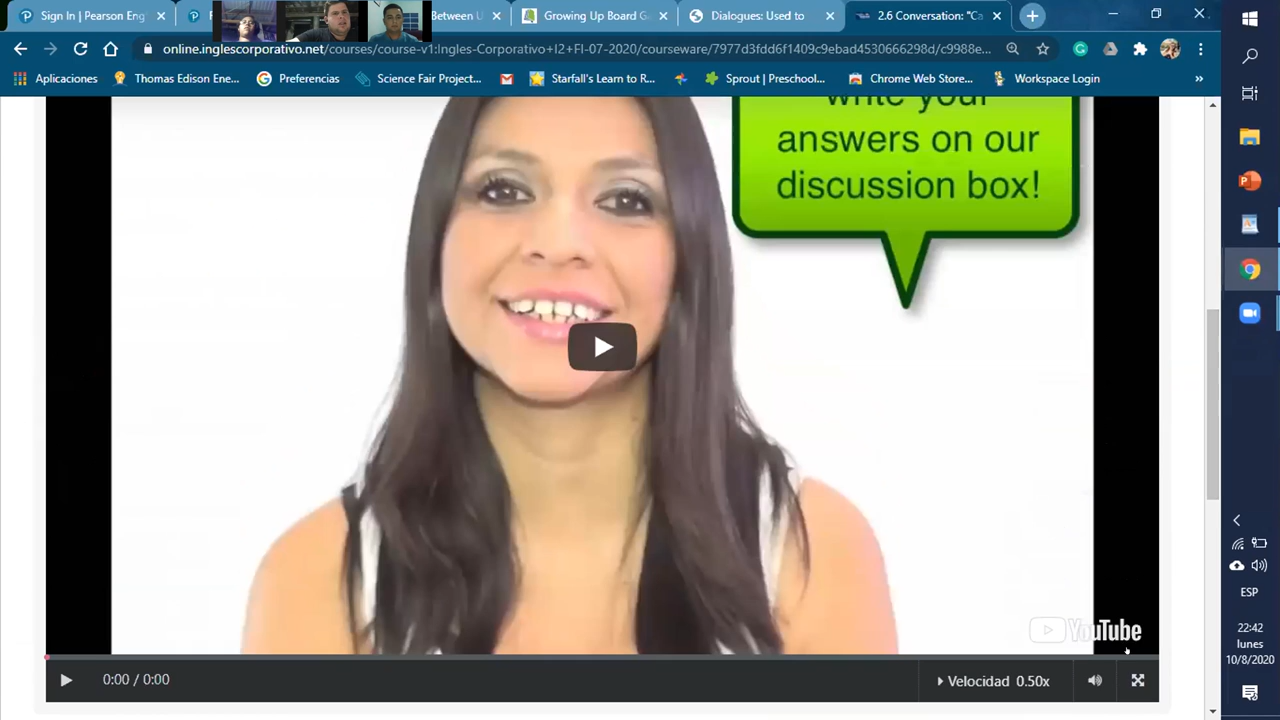 Sign In | Pearson Eng
Between U
Growing Up Board Ga
Dialogues: Used to
2.6 Conversation: "Ca
online.inglescorporativo.net/courses/course-v1:Ingles-Corporativo+I2+FI-07-2020/courseware/7977d3fdd6f1409c9ebad4530666298d/c9988e...
Aplicaciones
Thomas Edison Ene...
Preferencias
Science Fair Project...
Starfall's Learn to R...
Sprout | Preschool...
Chrome Web Store...
Workspace Login
write your
answers on our
discussion box!
YouTube
0:00 / 0:00
Velocidad 0.50x
ESP
22:42
lunes
10/8/2020